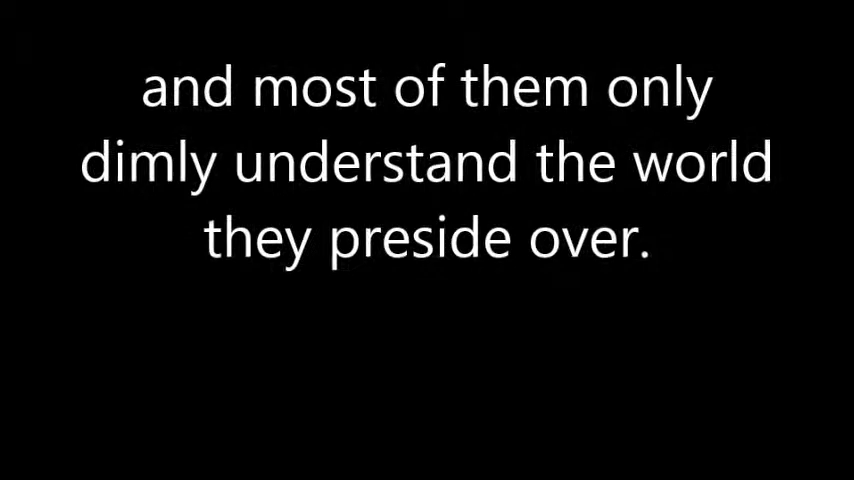 and most of them only
dimly understand the world
they preside over.